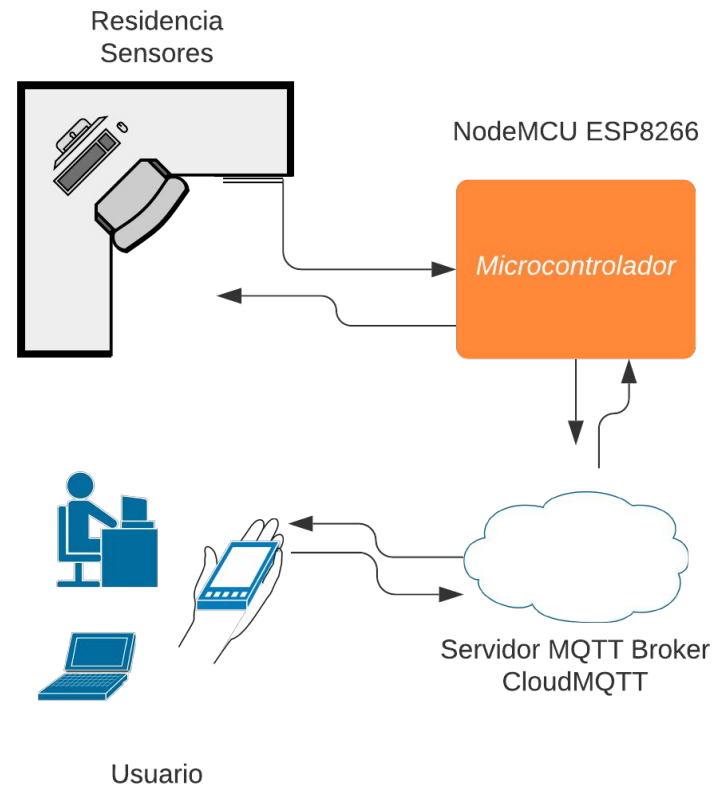 Residencia
Sensores
NodeMCU ESP8266
Microcontrolador
Servidor MQTT Broker
CloudMQTT
Usuario